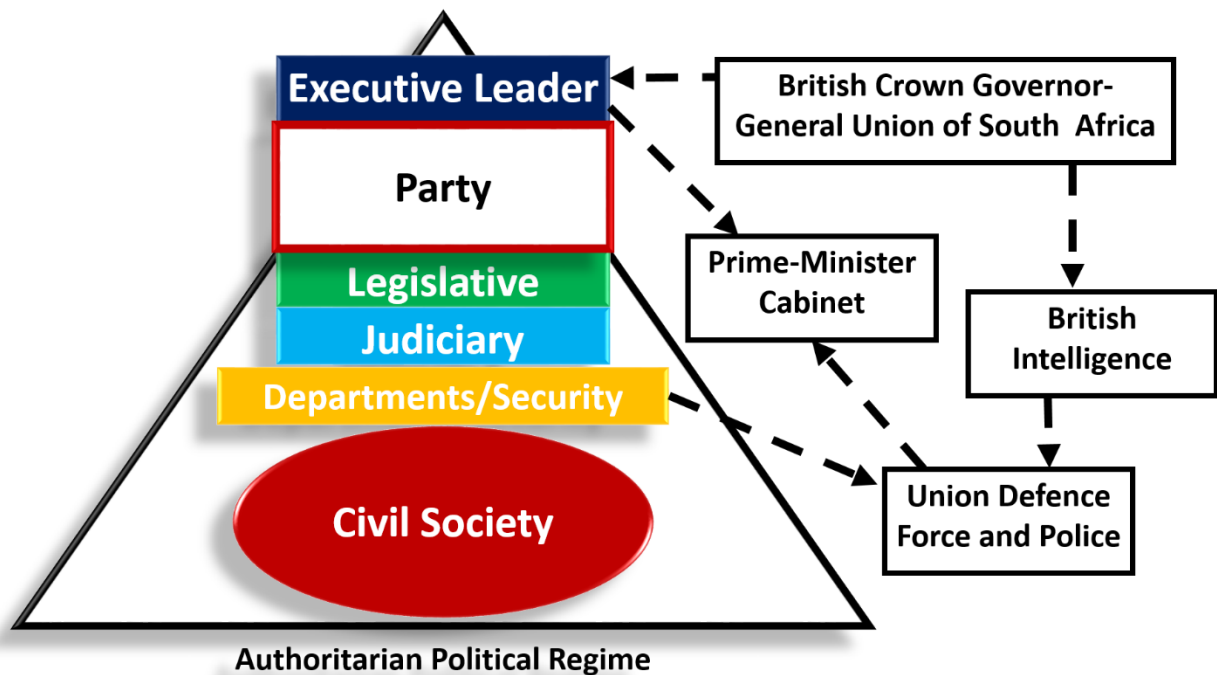 Executive Leader
Party
Legislative
Judiciary
Departments/Security
Civil Society
Authoritarian Political Regime
British Crown Governor-
General Union of South Africa
Prime-Minister
Cabinet
British
Intelligence
Union Defence
Force and Police